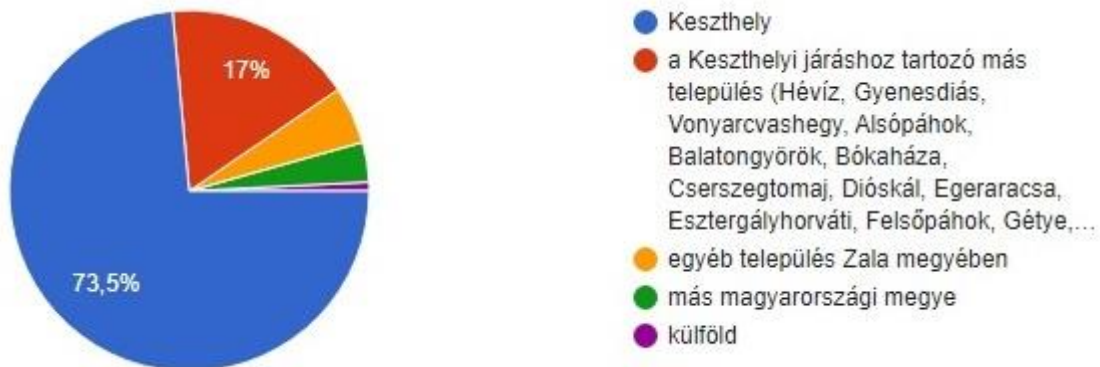 17%
73,5%
Keszthely
a Keszthelyi járáshoz tartozó más
település (Hévíz, Gyenesdiás,
Vonyarcvashegy, Alsópáhok,
Balatongyörök, Bókaháza,
Cserszegtomaj, Dióskál, Egeraracsa,
Esztergályhorváti, Felsőpáhok, Gétye,...
egyéb település Zala megyében
más magyarországi megye
külföld